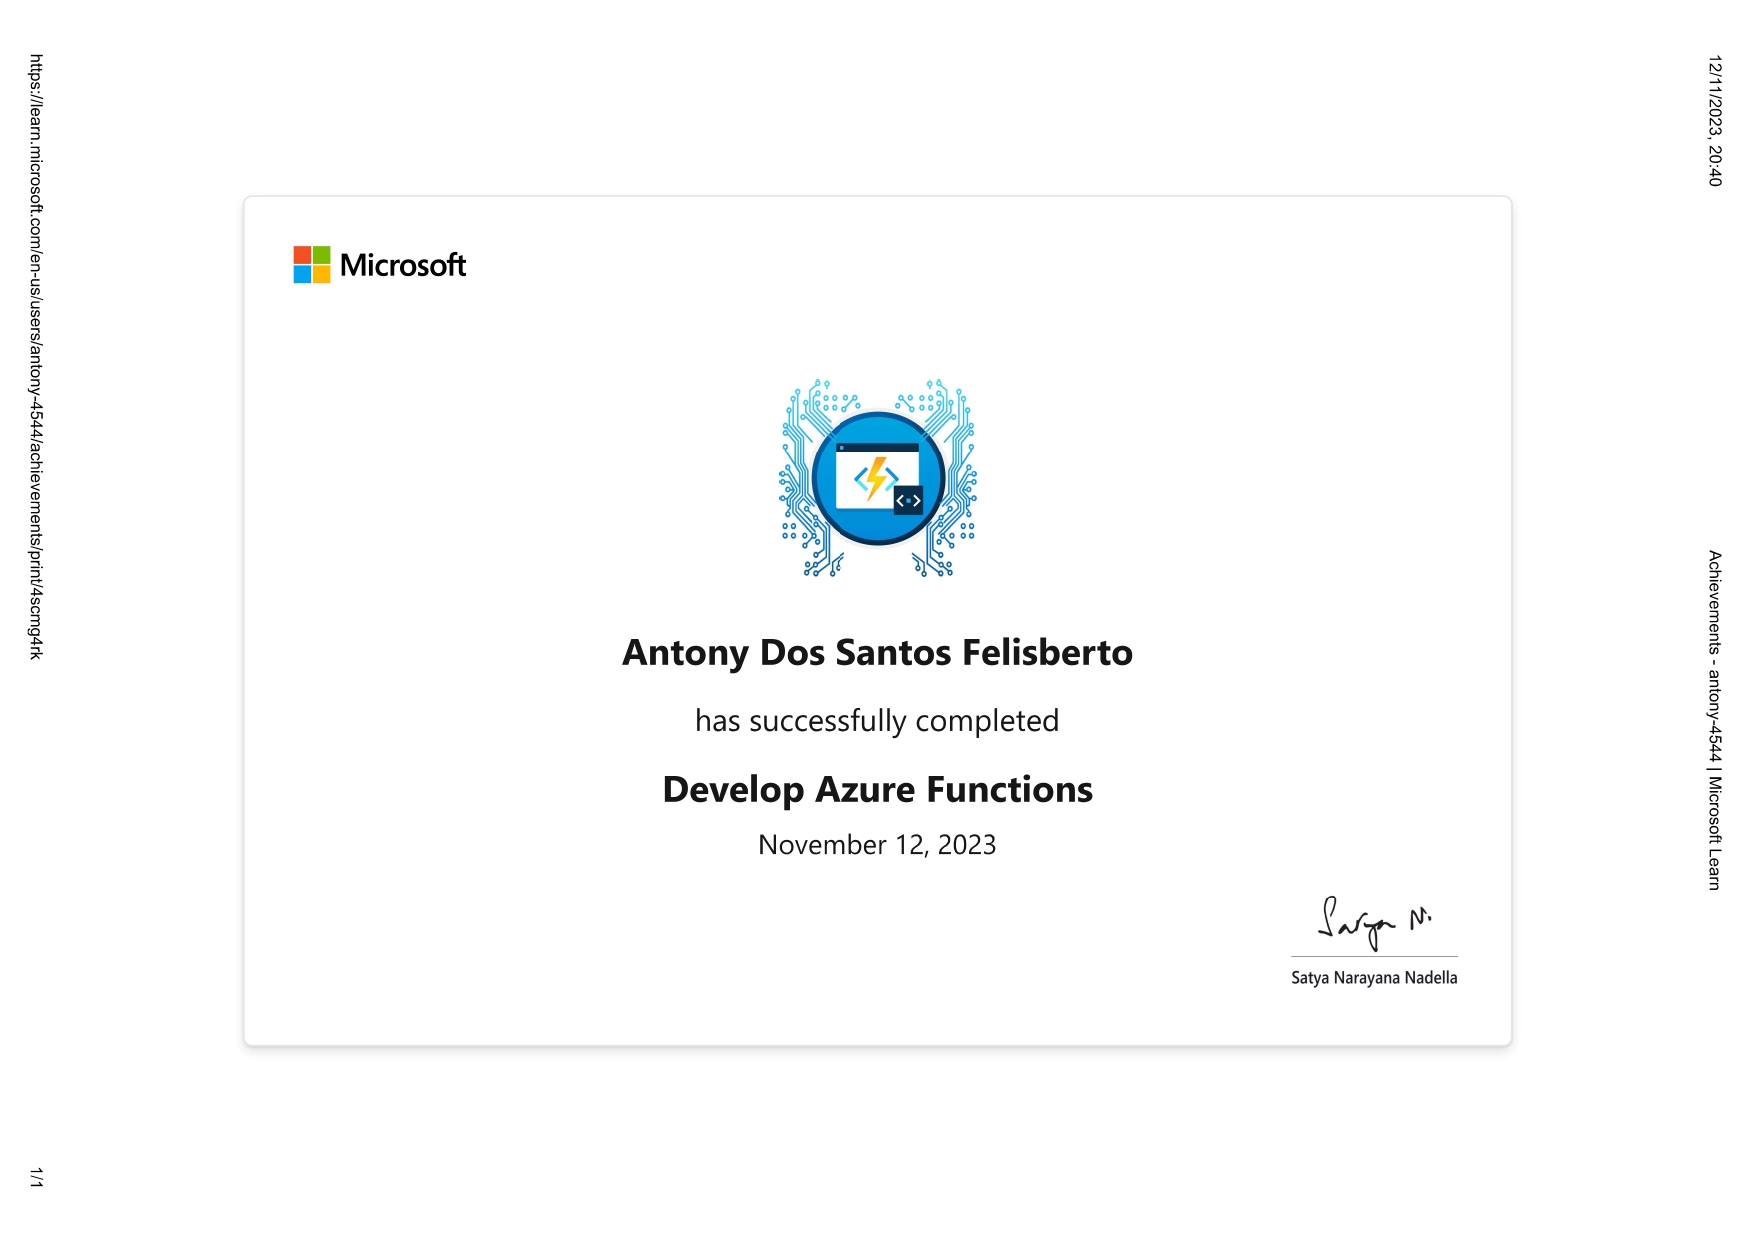 12/11/2023, 20:40
Achievements - antony-4544 | Microsoft Learn
Microsoft
Antony Dos Santos Felisberto
has successfully completed
Develop Azure Functions
November 12, 2023
Satya N.
Satya Narayana Nadella
https://learn.microsoft.com/en-us/users/antony-4544/achievements/print/4scmg4rk
1/1